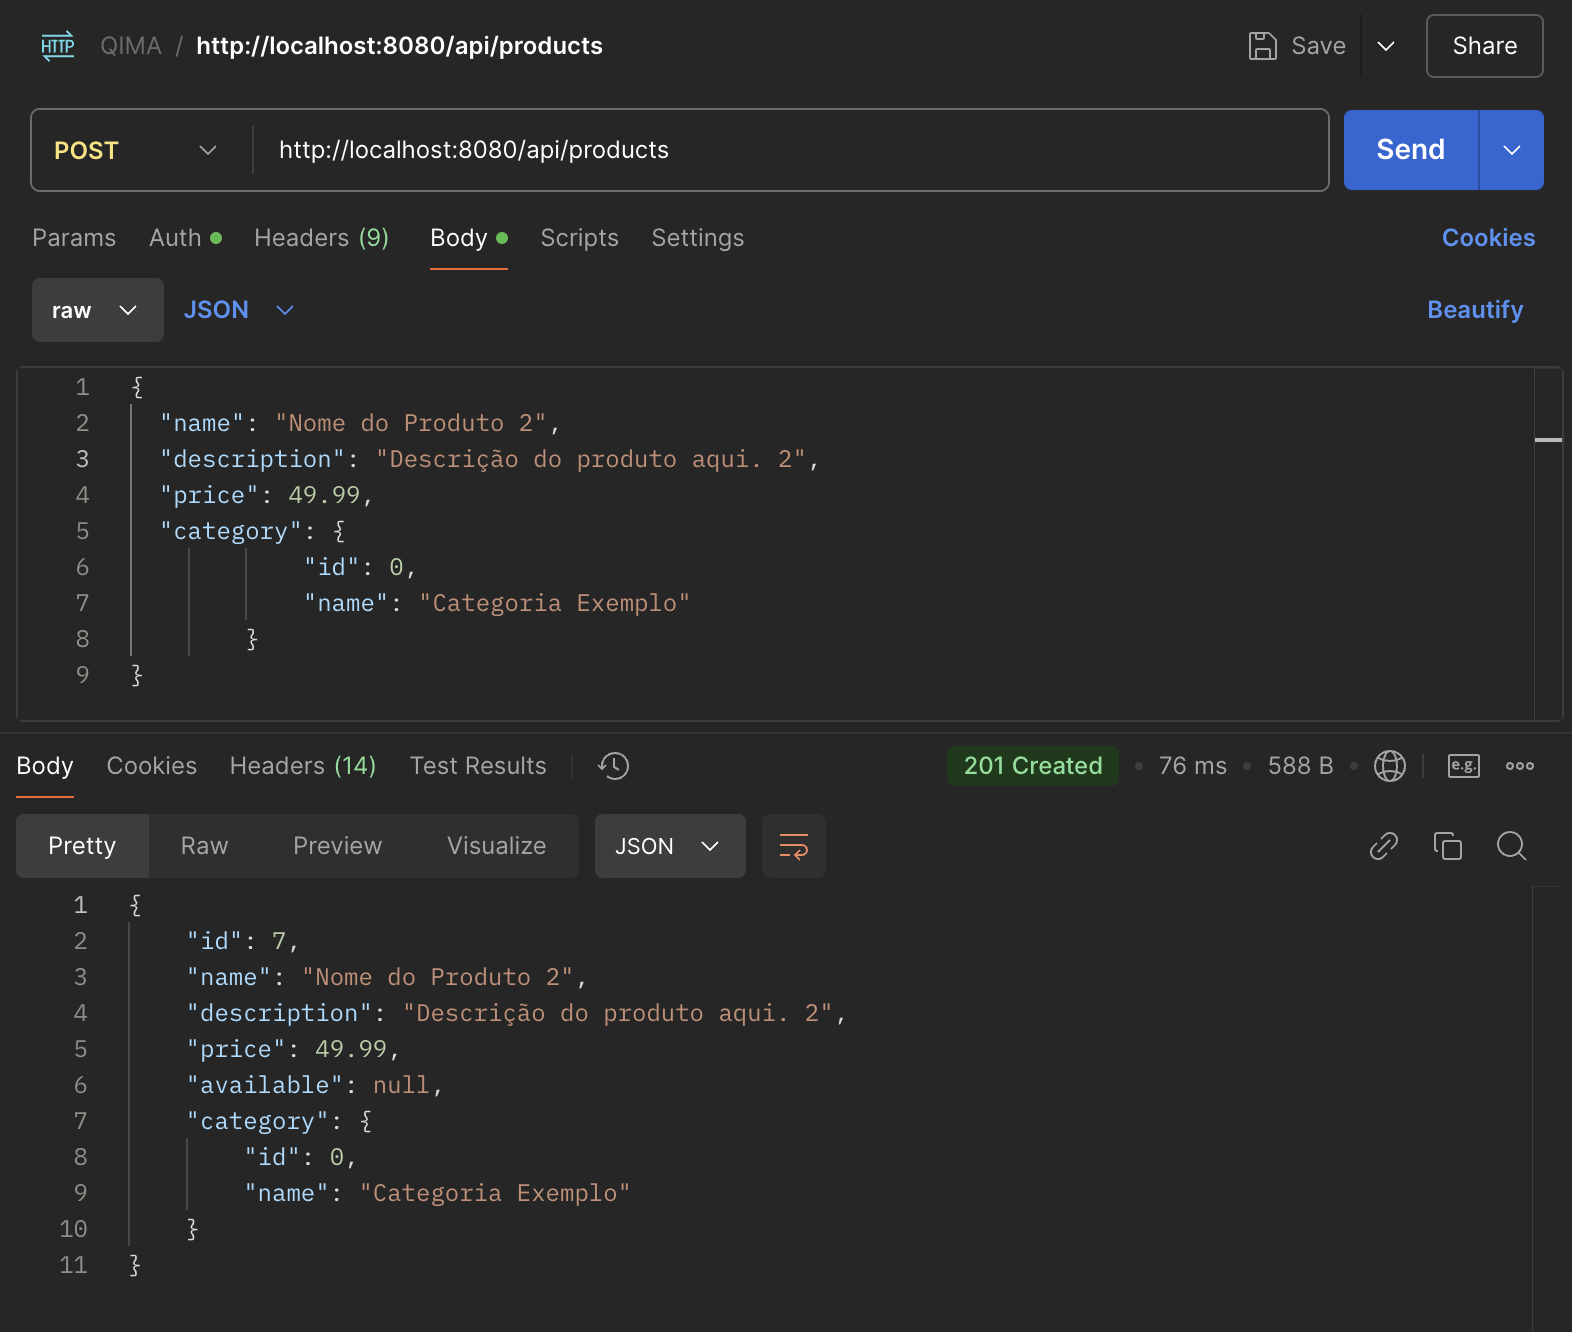 HTTP QIMA / http://localhost:8080/api/products Save Share
POST http://localhost:8080/api/products Send
Params Auth Headers (9) Body Scripts Settings Cookies
raw JSON Beautify
1 {
2 "name": "Nome do Produto 2",
3 "description": "Descrição do produto aqui. 2",
4 "price": 49.99,
5 "category": {
6 "id": 0,
7 "name": "Categoria Exemplo"
8 }
9 }
Body Cookies Headers (14) Test Results 201 Created • 76 ms • 588 B • e.g.
Pretty Raw Preview Visualize JSON
1 {
2 "id": 7,
3 "name": "Nome do Produto 2",
4 "description": "Descrição do produto aqui. 2",
5 "price": 49.99,
6 "available": null,
7 "category": {
8 "id": 0,
9 "name": "Categoria Exemplo"
10 }
11 }